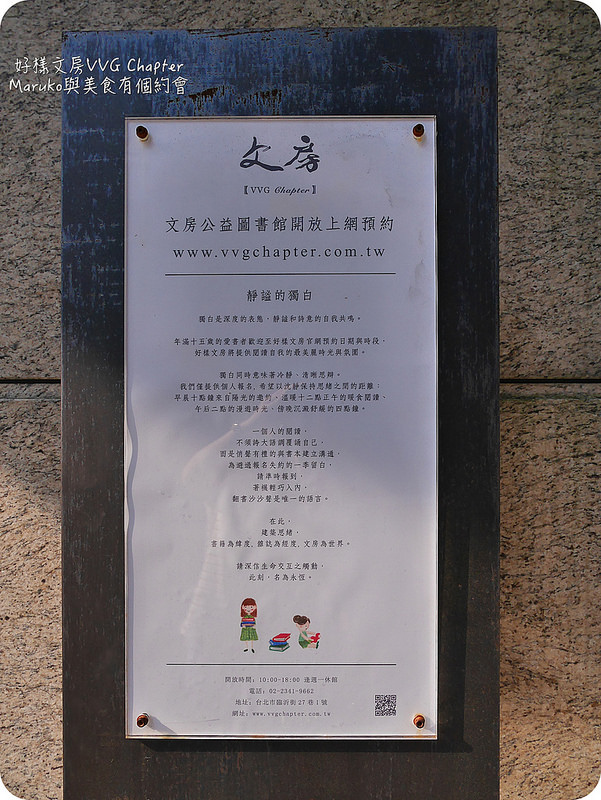 好樣文房VVG Chapter
Maruko與美食有個約會
文房
【VVG Chapter】
文房公益圖書館開放上網預約
www.vvgchapter.com.tw
靜謐的獨白
獨白是深度的表態，靜謐和詩意的自我共鳴。
年滿十五歲的愛書者歡迎至好樣文房官網預約日期與時段，
好樣文房將提供閱讀自我的最美麗時光與氛圍。
獨白同時意味著冷靜、清晰思辯。
我們僅提供個人報名，希望以沈靜保持思緒之間的距離：
早晨十點鐘來自陽光的邀約、溫暖十二點正午的暖食閱讀、
午后二點的漫遊時光、傍晚沉澱舒緩的四點鐘。
一個人的閱讀，
不須誇大語調覆誦自己，
而是悄聲有禮的與書本建立溝通，
為避過報名失約的一季留白，
請準時報到，
著襪輕巧入內，
翻書沙沙聲是唯一的語言。
在此，
建築思緒，
書籍為緯度，雜誌為經度，文房為世界。
請深信生命交互之觸動，
此刻，名為永恆。
開放時間：10:00-18:00 逢週一休館
電話：02-2341-9662
地址：台北市臨沂街27巷1號
網址：www.vvgchapter.com.tw